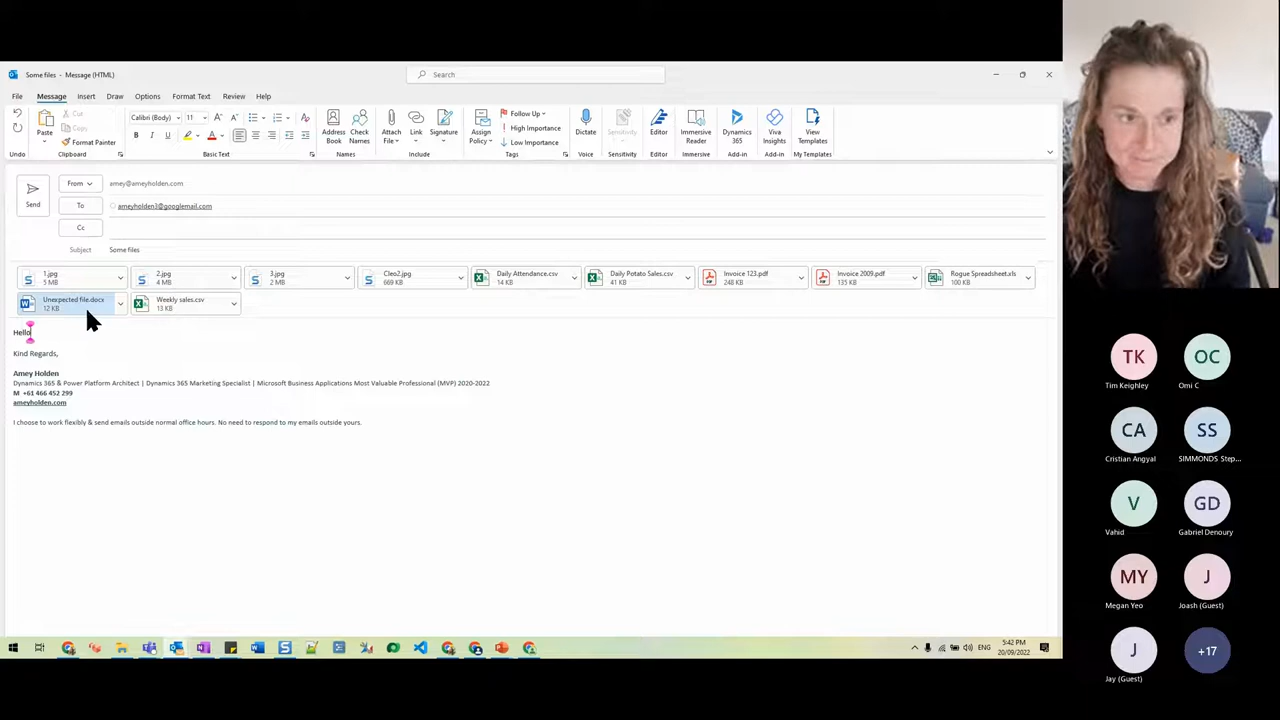 Some files - Message (HTML)
Search
File Message Insert Draw Options Format Text Review Help
Undo
Paste
Cut
Copy
Format Painter
Clipboard
Calibri (Body) 11
B I U
Basic Text
Address Book
Check Names
Names
Attach File
Link
Signature
Include
Assign Policy
Follow Up
High Importance
Low Importance
Tags
Dictate
Voice
Sensitivity
Sensitivity
Editor
Editor
Immersive Reader
Immersive
Dynamics 365
Add-in
Viva Insights
Add-in
View Templates
My Templates
Send
From amey@ameyholden.com
To ameyholden3@googlemail.com
Cc
Subject Some files
1.jpg
5 MB
2.jpg
4 MB
3.jpg
2 MB
Cleo2.jpg
669 KB
Daily Attendance.csv
14 KB
Daily Potato Sales.csv
41 KB
Invoice 123.pdf
248 KB
Invoice 2009.pdf
135 KB
Rogue Spreadsheet.xls
100 KB
Unexpected file.docx
12 KB
Weekly sales.csv
13 KB
Hello
Kind Regards,
Amey Holden
Dynamics 365 & Power Platform Architect | Dynamics 365 Marketing Specialist | Microsoft Business Applications Most Valuable Professional (MVP) 2020-2022
M +61 466 452 299
ameyholden.com
I choose to work flexibly & send emails outside normal office hours. No need to respond to my emails outside yours.
ENG
5:42 PM
20/09/2022
TK
Tim Keighley
OC
Omi C
CA
Cristian Angyal
SS
SIMMONDS Step...
V
Vahid
GD
Gabriel Denoury
MY
Megan Yeo
J
Joash (Guest)
J
Jay (Guest)
+17